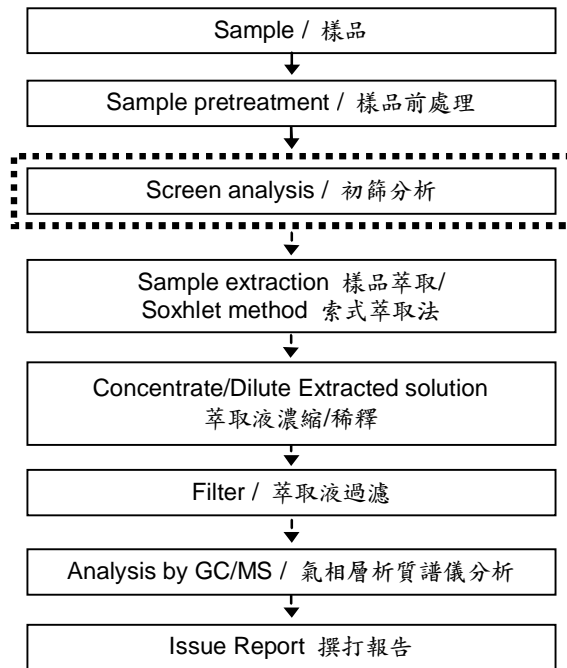 Sample / 樣品
Sample pretreatment / 樣品前處理
Screen analysis / 初篩分析
Sample extraction 樣品萃取/
Soxhlet method 索式萃取法
Concentrate/Dilute Extracted solution
萃取液濃縮/稀釋
Filter / 萃取液過濾
Analysis by GC/MS / 氣相層析質譜儀分析
Issue Report 撰打報告